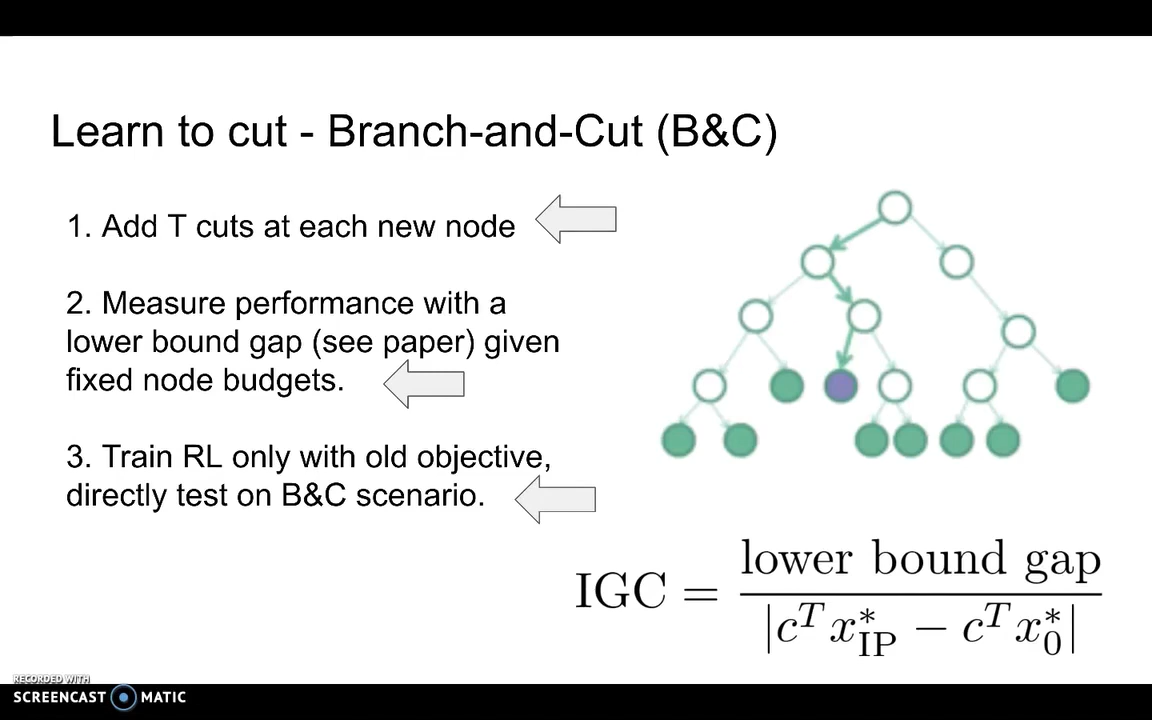 Learn to cut - Branch-and-Cut (B&C)
1. Add T cuts at each new node
2. Measure performance with a
lower bound gap (see paper) given
fixed node budgets.
3. Train RL only with old objective,
directly test on B&C scenario.
IGC = lower bound gap / |c^T x^*_IP − c^T x^*_0|
RECORDED WITH
SCREENCAST MATIC